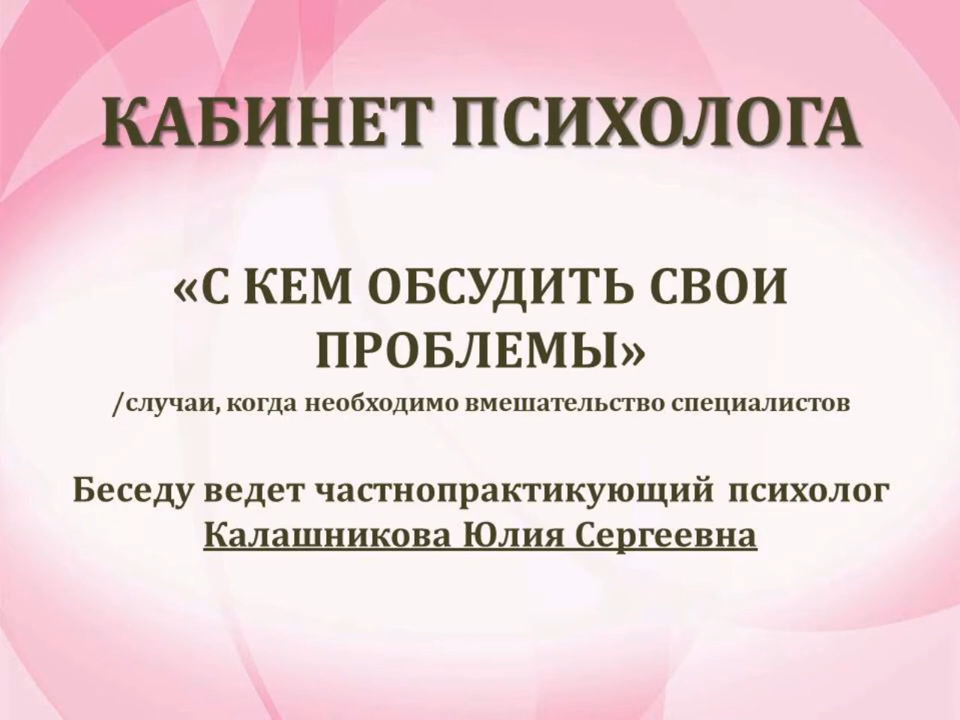 КАБИНЕТ ПСИХОЛОГА
«С КЕМ ОБСУДИТЬ СВОИ
ПРОБЛЕМЫ»
/случаи, когда необходимо вмешательство специалистов
Беседу ведет частнопрактикующий психолог
Калашникова Юлия Сергеевна